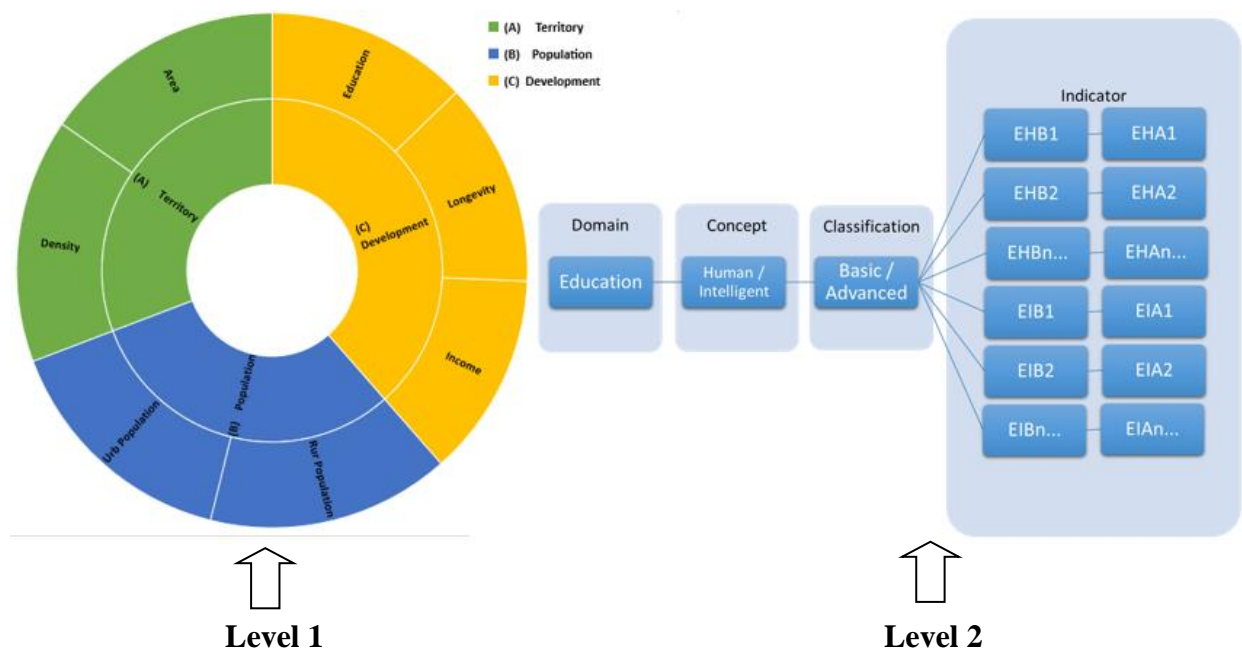 (A) Territory
(B) Population
(C) Development
Area
Education
Longevity
Income
Rur Population
Urb Population
Density
(A) Territory
(C)
Development
(B) Population
Domain
Education
Concept
Human /
Intelligent
Classification
Basic /
Advanced
Indicator
EHB1 EHA1
EHB2 EHA2
EHBn... EHAn...
EIB1 EIA1
EIB2 EIA2
EIBn... EIAn...
Level 1
Level 2